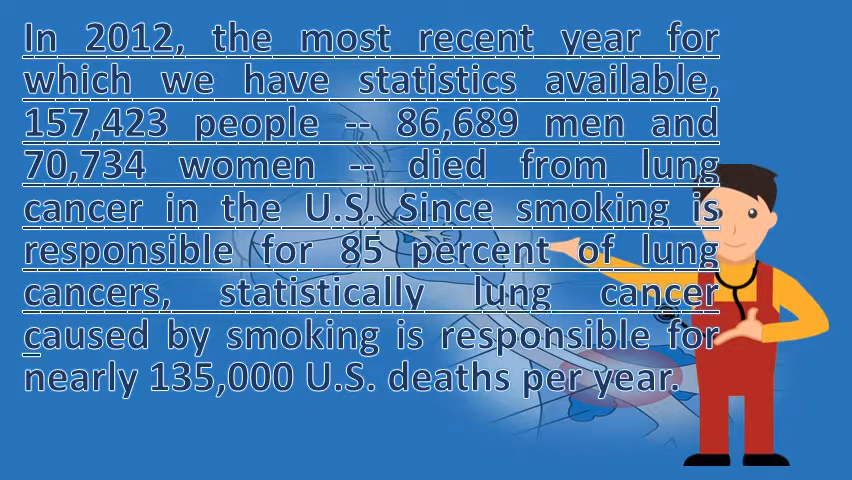 In 2012, the most recent year for
which we have statistics available,
157,423 people -- 86,689 men and
70,734 women -- died from lung
cancer in the U.S. Since smoking is
responsible for 85 percent of lung
cancers, statistically lung cancer
caused by smoking is responsible for
nearly 135,000 U.S. deaths per year.